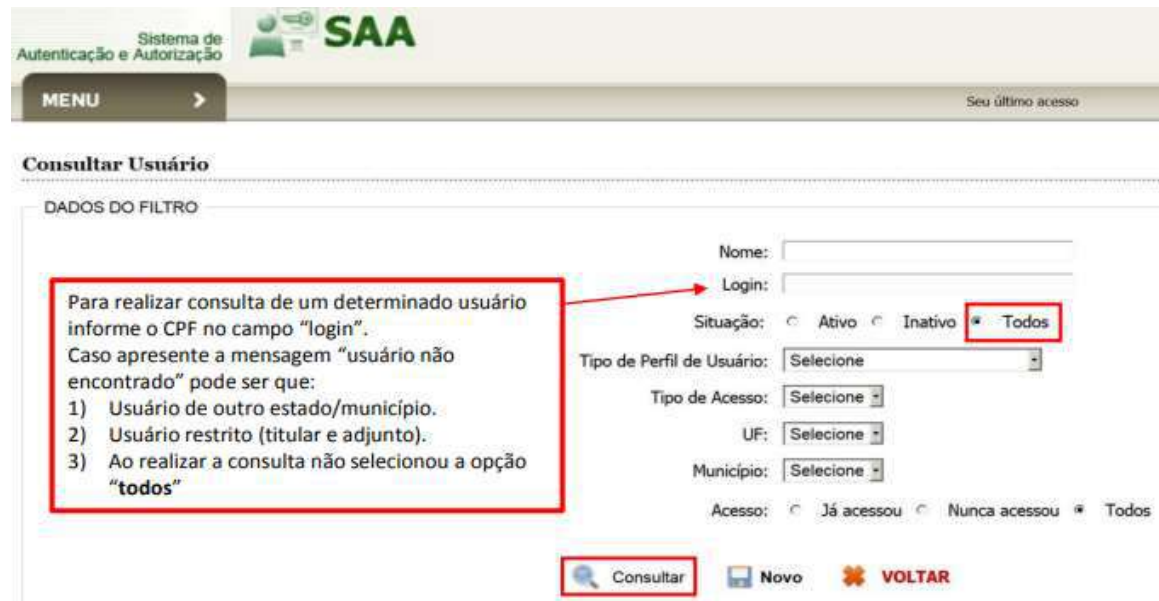 Sistema de
Autenticação e Autorização
SAA
MENU
Seu último acesso
Consultar Usuário
DADOS DO FILTRO
Nome:
Login:
Situação: Ativo Inativo Todos
Tipo de Perfil de Usuário: Selecione
Tipo de Acesso: Selecione
UF: Selecione
Município: Selecione
Acesso: Já acessou Nunca acessou Todos
Para realizar consulta de um determinado usuário
informe o CPF no campo “login”.
Caso apresente a mensagem “usuário não
encontrado” pode ser que:
1) Usuário de outro estado/município.
2) Usuário restrito (titular e adjunto).
3) Ao realizar a consulta não selecionou a opção
“todos”
Consultar Novo VOLTAR